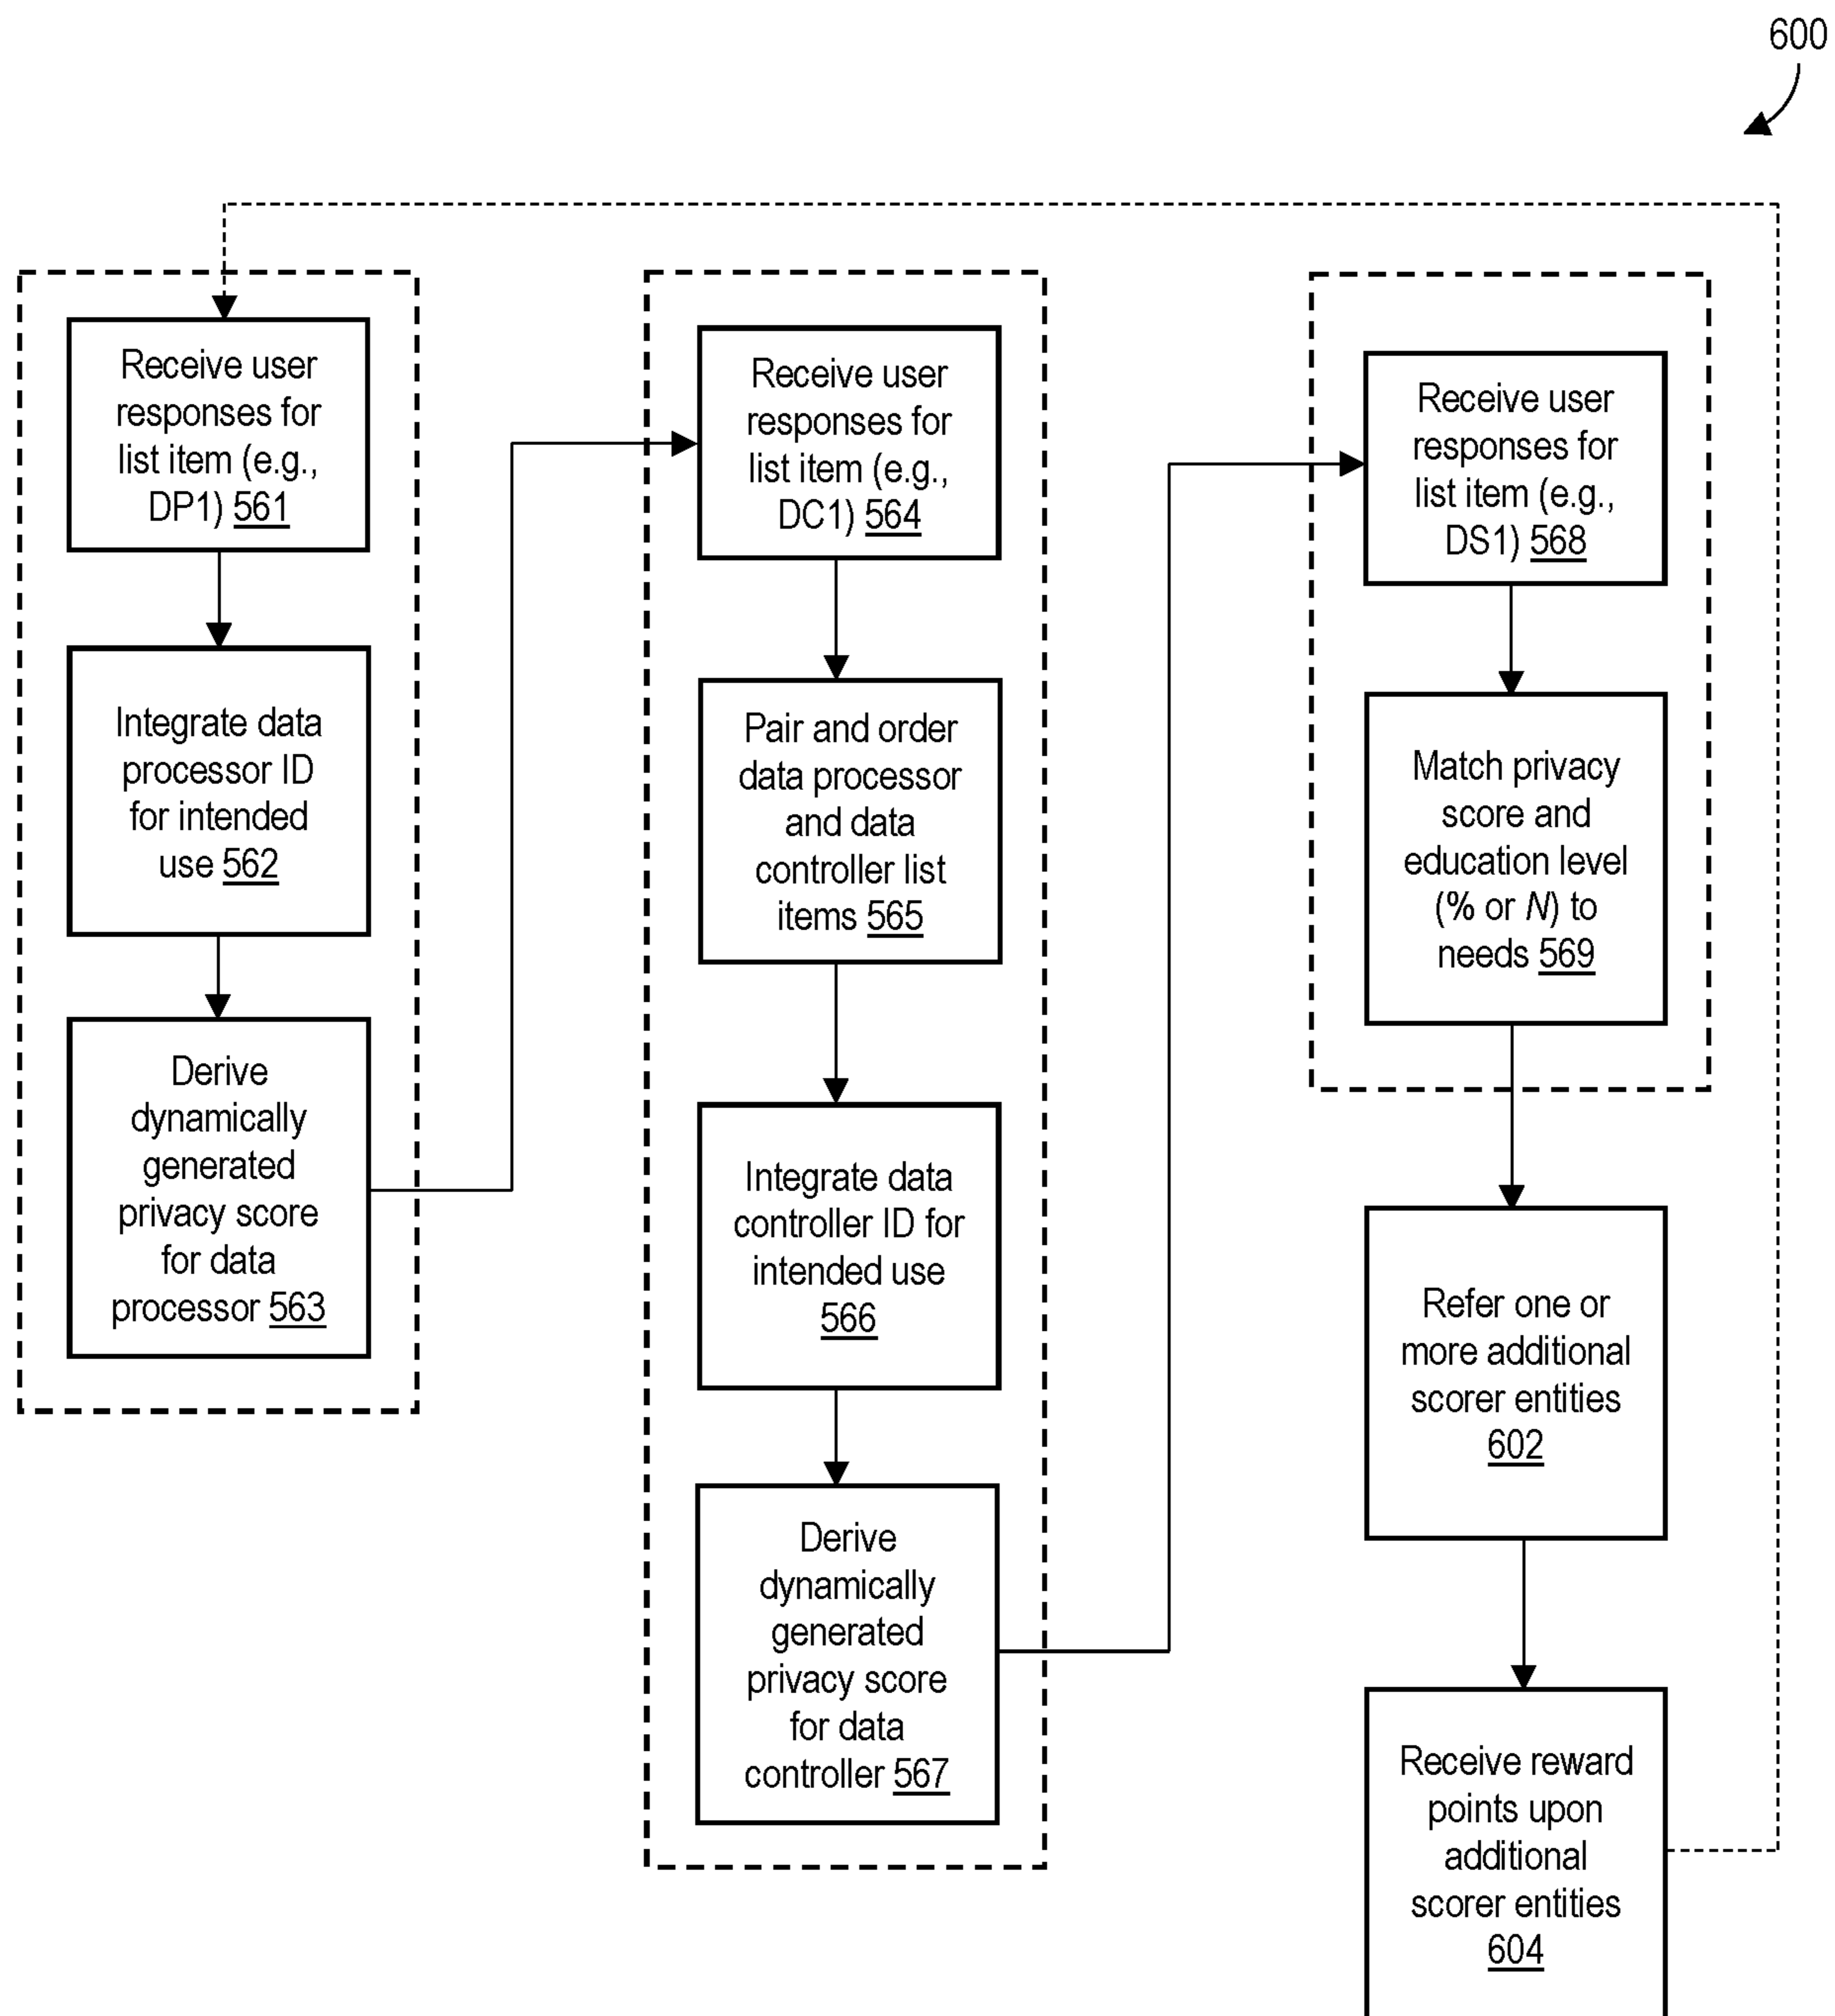 600
Receive user
responses for
list item (e.g.,
DP1) 561
Integrate data
processor ID
for intended
use 562
Derive
dynamically
generated
privacy score
for data
processor 563
Receive user
responses for
list item (e.g.,
DC1) 564
Pair and order
data processor
and data
controller list
items 565
Integrate data
controller ID for
intended use
566
Derive
dynamically
generated
privacy score
for data
controller 567
Receive user
responses for
list item (e.g.,
DS1) 568
Match privacy
score and
education level
(% or N) to
needs 569
Refer one or
more additional
scorer entities
602
Receive reward
points upon
additional
scorer entities
604